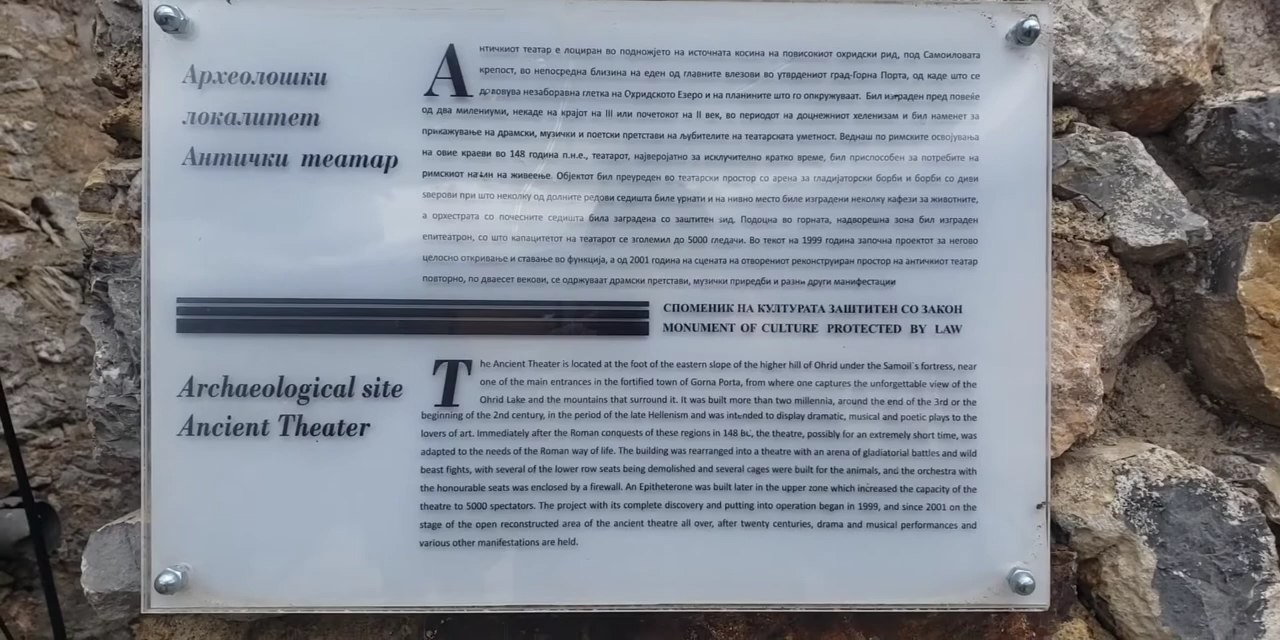 Археолошки
локалитет
Антички театар
Античкиот театар е лоциран во подножјето на источната косина на повисокиот охридски рид, под Самоиловата
крепост, во непосредна близина на еден од главните влезови во утврдениот град-Горна Порта, од каде што се
доловува незаборавна глетка на Охридското Езеро и на планините што го опкружуваат. Бил изграден пред повеќе
од два милениуми, некаде на крајот на III или почетокот на II век, во периодот на доцнежниот хеленизам и бил наменет за
прикажување на драмски, музички и поетски претстави на љубителите на театарската уметност. Веднаш по римските освојувања
на овие краеви во 148 година п.н.е., театарот, најверојатно за исклучително кратко време, бил приспособен за потребите на
римскиот начин на живеење. Објектот бил преуреден во театарски простор со арена за гладијаторски борби и борби со диви
ѕверови при што неколку од долните редови седишта биле урнати и на нивно место биле изградени неколку кафези за животните,
а орхестрата со почесните седишта била заградена со заштитен ѕид. Подоцна во горната, надворешна зона бил изграден
епитеатрон, со што капацитетот на театарот се зголемил до 5000 гледачи. Во текот на 1999 година започна проектот за негово
целосно откривање и ставање во функција, а од 2001 година на сцената на отворениот реконструиран простор на античкиот театар
повторно, по дваесет векови, се одржуваат драмски претстави, музички приредби и разни други манифестации
СПОМЕНИК НА КУЛТУРАТА ЗАШТИТЕН СО ЗАКОН
MONUMENT OF CULTURE PROTECTED BY LAW
Archaeological site
Ancient Theater
The Ancient Theater is located at the foot of the eastern slope of the higher hill of Ohrid under the Samoil`s fortress, near
one of the main entrances in the fortified town of Gorna Porta, from where one captures the unforgettable view of the
Ohrid Lake and the mountains that surround it. It was built more than two millennia, around the end of the 3rd or the
beginning of the 2nd century, in the period of the late Hellenism and was intended to display dramatic, musical and poetic plays to the
lovers of art. Immediately after the Roman conquests of these regions in 148 BC, the theatre, possibly for an extremely short time, was
adapted to the needs of the Roman way of life. The building was rearranged into a theatre with an arena of gladiatorial battles and wild
beast fights, with several of the lower row seats being demolished and several cages were built for the animals, and the orchestra with
the honourable seats was enclosed by a firewall. An Epitheterone was built later in the upper zone which increased the capacity of the
theatre to 5000 spectators. The project with its complete discovery and putting into operation began in 1999, and since 2001 on the
stage of the open reconstructed area of the ancient theatre all over, after twenty centuries, drama and musical performances and
various other manifestations are held.